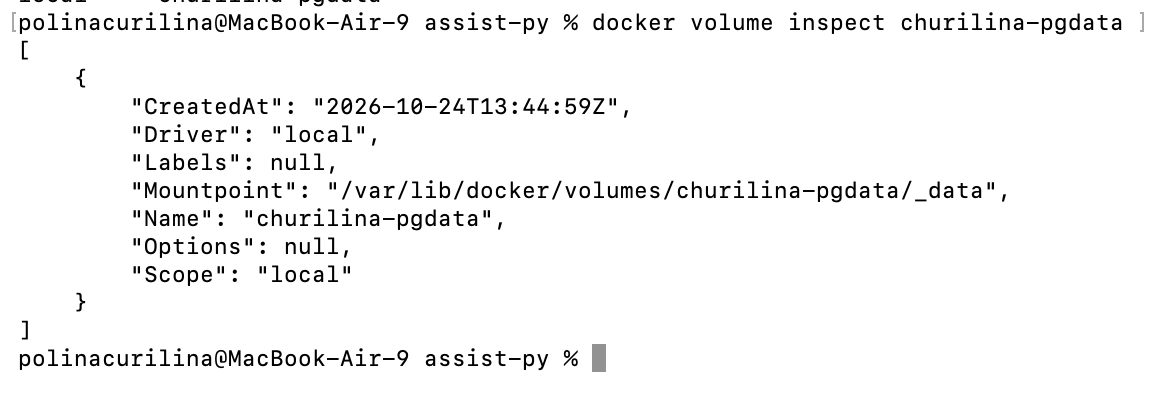 [polinacurilina@MacBook-Air-9 assist-py % docker volume inspect churilina-pgdata ]
[
    {
        "CreatedAt": "2026-10-24T13:44:59Z",
        "Driver": "local",
        "Labels": null,
        "Mountpoint": "/var/lib/docker/volumes/churilina-pgdata/_data",
        "Name": "churilina-pgdata",
        "Options": null,
        "Scope": "local"
    }
]
polinacurilina@MacBook-Air-9 assist-py %